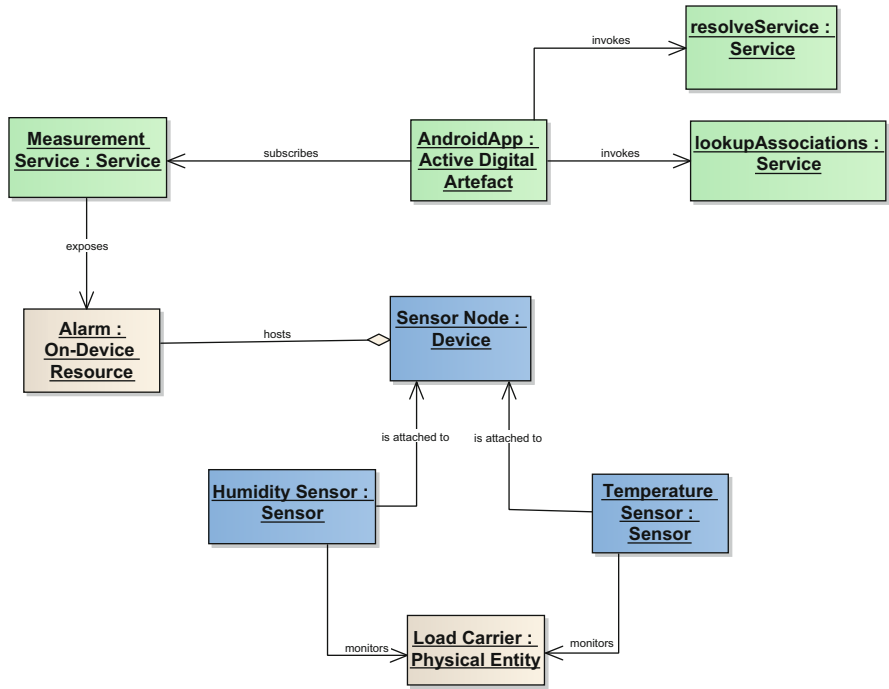 resolveService :
Service
invokes
Measurement
Service : Service
subscribes
AndroidApp :
Active Digital
Artefact
invokes
lookupAssociations :
Service
exposes
Alarm :
On-Device
Resource
hosts
Sensor Node :
Device
is attached to
is attached to
Humidity Sensor :
Sensor
Temperature
Sensor :
Sensor
monitors
Load Carrier :
Physical Entity
monitors